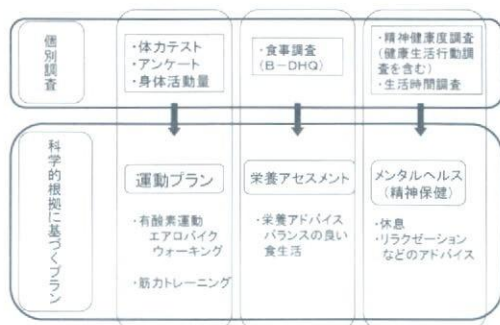 個別調査
・体力テスト
・アンケート
・身体活動量
・食事調査
(B－DHQ)
・精神健康度調査
(健康生活行動調
査を含む)
・生活時間調査
科学的根拠に基づくプラン
運動プラン
・有酸素運動
エアロバイク
ウォーキング
・筋力トレーニング
栄養アセスメント
・栄養アドバイス
バランスの良い
食生活
メンタルヘルス
(精神保健)
・休息
・リラクゼーション
などのアドバイス